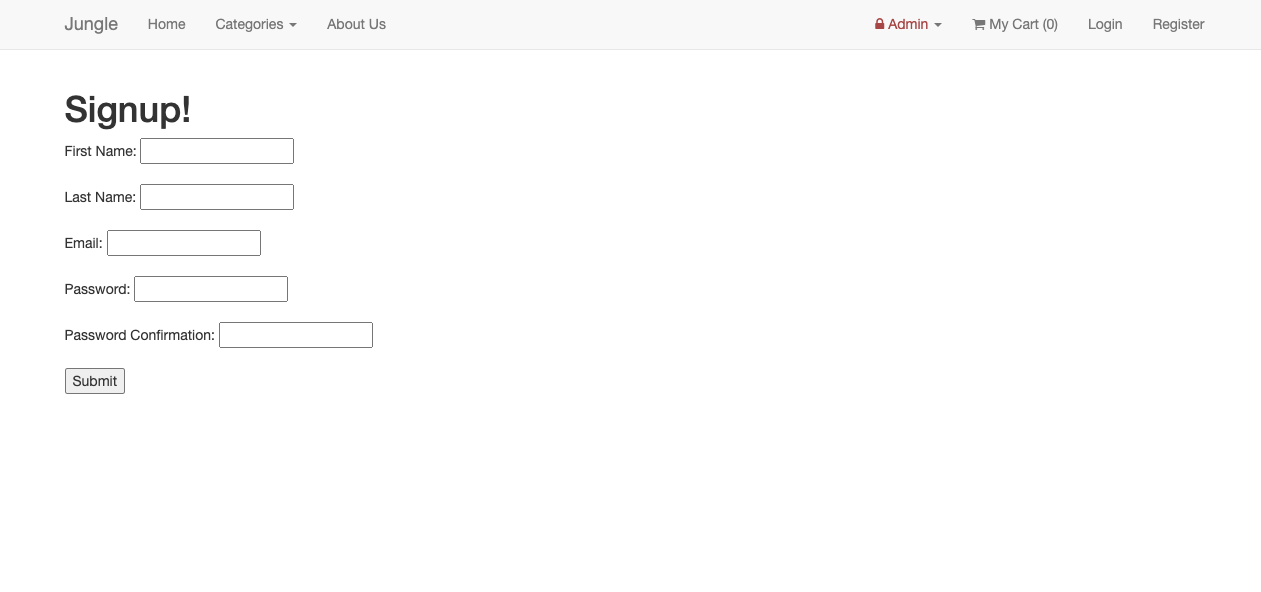 Jungle Home Categories About Us Admin My Cart (0) Login Register
Signup!
First Name:
Last Name:
Email:
Password:
Password Confirmation:
Submit